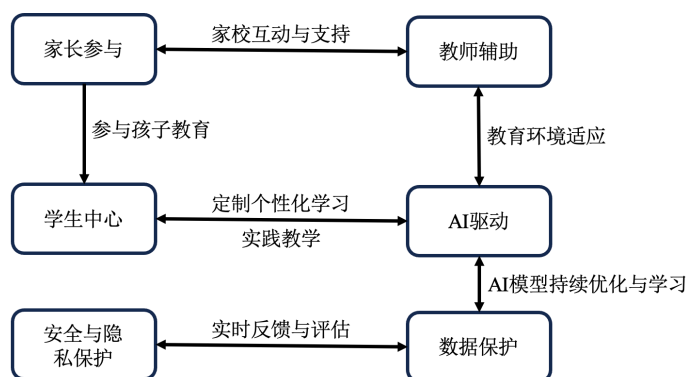 家长参与
家校互动与支持
教师辅助
参与孩子教育
教育环境适应
学生中心
定制个性化学习
实践教学
AI驱动
AI模型持续优化与学习
安全与隐
私保护
实时反馈与评估
数据保护